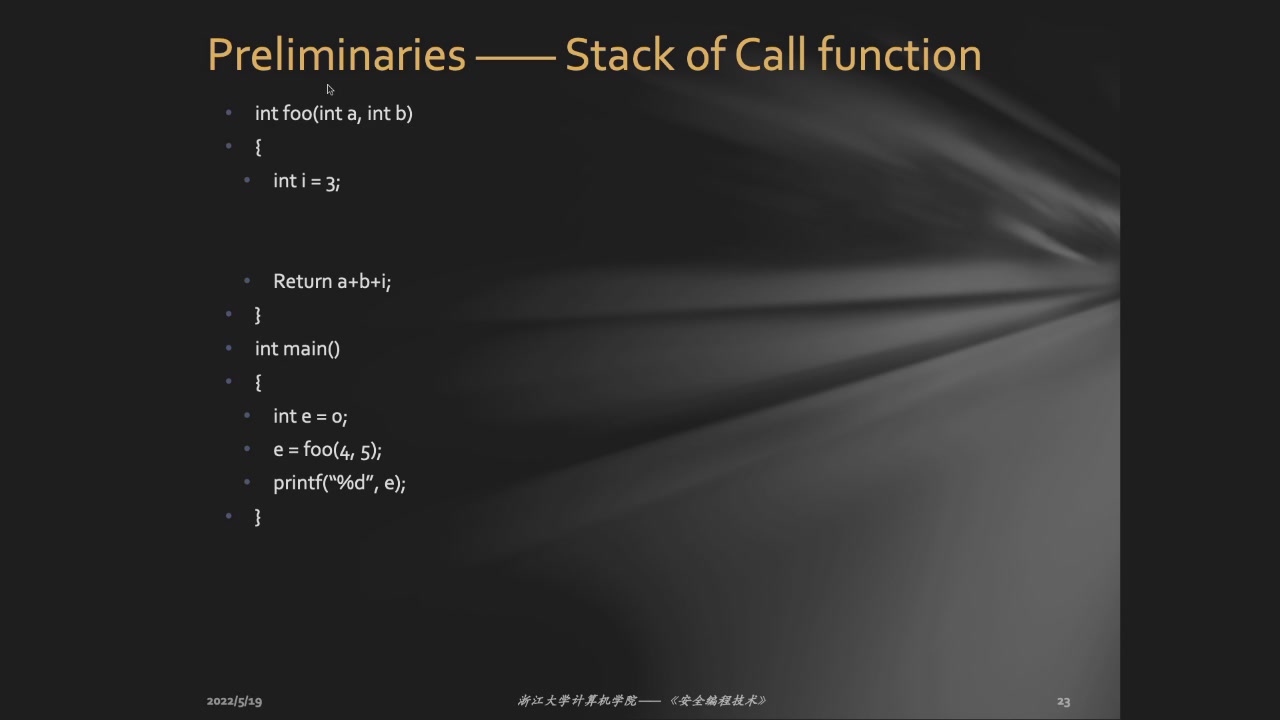 Preliminaries —— Stack of Call function
• int foo(int a, int b)
• {
• int i = 3;
• Return a+b+i;
• }
• int main()
• {
• int e = 0;
• e = foo(4, 5);
• printf(“%d”, e);
• }
2022/5/19
浙江大学计算机学院——《安全编程技术》
23